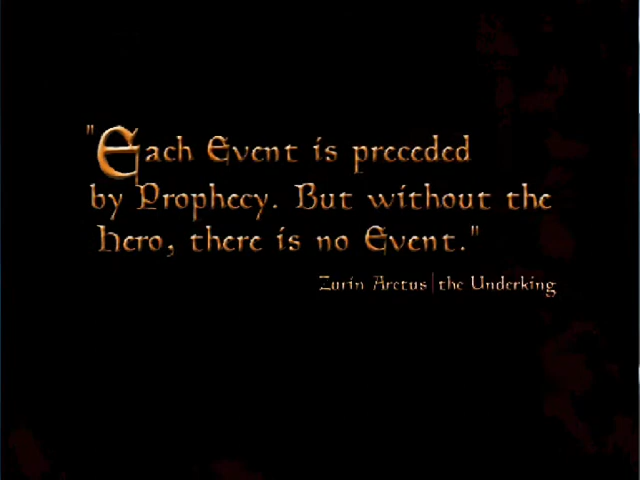 "Each Event is preceded
by Prophecy. But without the
Hero, there is no Event."
Zurin Arctus|the Underking